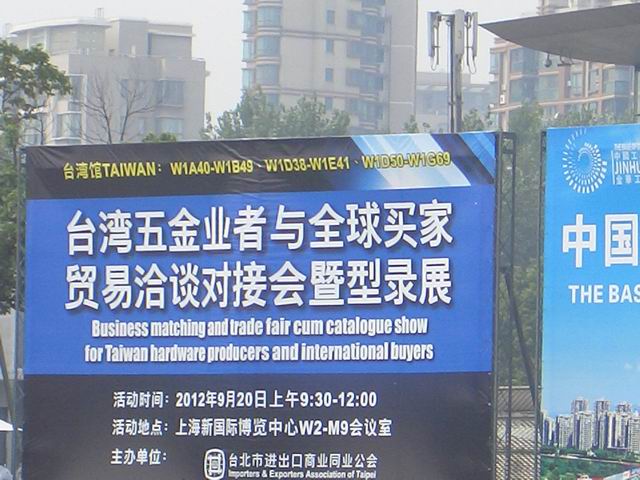 台湾馆TAIWAN：W1A40-W1B49、W1D38-W1E41、W1D50-W1G69
台湾五金业者与全球买家
贸易洽谈对接会暨型录展
Business matching and trade fair cum catalogue show
for Taiwan hardware producers and international buyers
活动时间：2012年9月20日上午9:30-12:00
活动地点：上海新国际博览中心W2-M9会议室
主办单位：
台北市进出口商业同业公会
Importers & Exporters Association of Taipei
中国
THE BAS